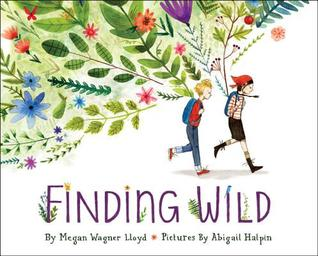 FINDING WILD
By Megan Wagner Lloyd * Pictures By Abigail Halpin